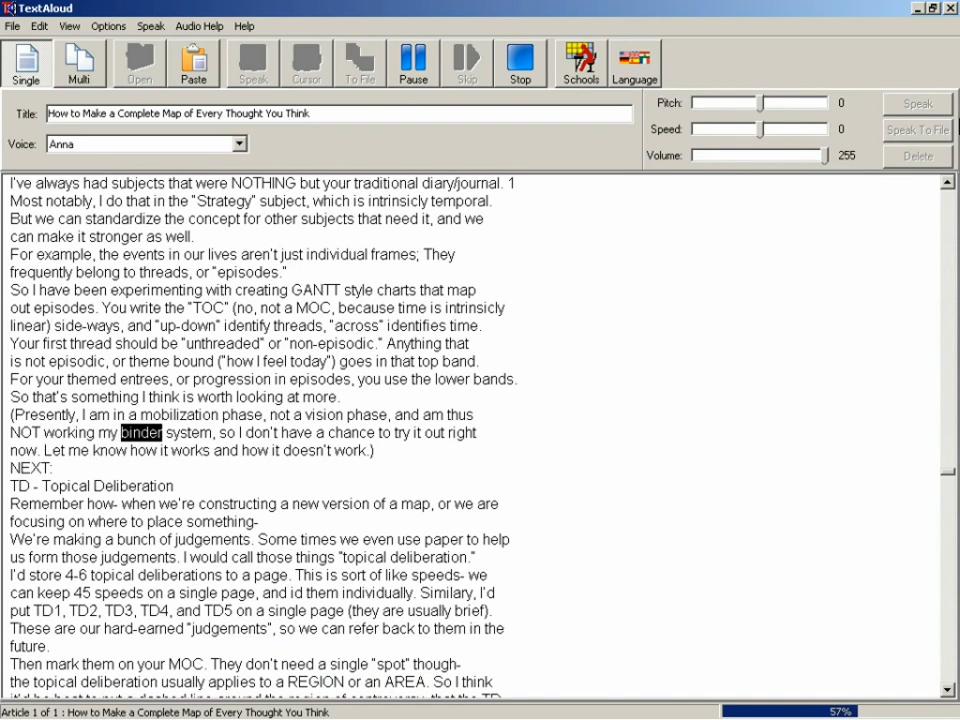 TextAloud
File Edit View Options Speak Audio Help Help
Single Multi Open Paste Speak Cursor To File Pause Skip Stop Schools Language
Title: How to Make a Complete Map of Every Thought You Think
Voice: Anna
Pitch: 0 Speak
Speed: 0 Speak To File
Volume: 255 Delete
I've always had subjects that were NOTHING but your traditional diary/journal. 1
Most notably, I do that in the "Strategy" subject, which is intrinsicly temporal.
But we can standardize the concept for other subjects that need it, and we
can make it stronger as well.
For example, the events in our lives aren't just individual frames; They
frequently belong to threads, or "episodes."
So I have been experimenting with creating GANTT style charts that map
out episodes. You write the "TOC" (no, not a MOC, because time is intrinsicly
linear) side-ways, and "up-down" identify threads, "across" identifies time.
Your first thread should be "unthreaded" or "non-episodic." Anything that
is not episodic, or theme bound ("how I feel today") goes in that top band.
For your themed entrees, or progression in episodes, you use the lower bands.
So that's something I think is worth looking at more.
(Presently, I am in a mobilization phase, not a vision phase, and am thus
NOT working my binder system, so I don't have a chance to try it out right
now. Let me know how it works and how it doesn't work.)
NEXT:
TD - Topical Deliberation
Remember how- when we're constructing a new version of a map, or we are
focusing on where to place something-
We're making a bunch of judgements. Some times we even use paper to help
us form those judgements. I would call those things "topical deliberation."
I'd store 4-6 topical deliberations to a page. This is sort of like speeds- we
can keep 45 speeds on a single page, and id them individually. Similary, I'd
put TD1, TD2, TD3, TD4, and TD5 on a single page (they are usually brief).
These are our hard-earned "judgements", so we can refer back to them in the
future.
Then mark them on your MOC. They don't need a single "spot" though-
the topical deliberation usually applies to a REGION or an AREA. So I think
it'd be best to put a dashed line around the region of controversy, that the TD
Article 1 of 1 : How to Make a Complete Map of Every Thought You Think 57%